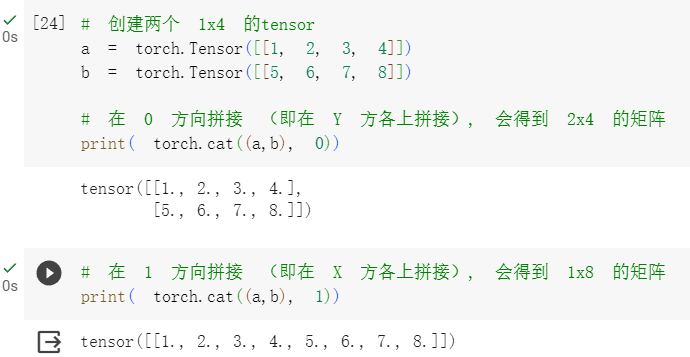 [24] # 创建两个 1x4 的tensor
0s
a = torch.Tensor([[1, 2, 3, 4]])
b = torch.Tensor([[5, 6, 7, 8]])
# 在 0 方向拼接 （即在 Y 方各上拼接）, 会得到 2x4 的矩阵
print( torch.cat((a,b), 0))
tensor([[1., 2., 3., 4.],
[5., 6., 7., 8.]])
# 在 1 方向拼接 （即在 X 方各上拼接）, 会得到 1x8 的矩阵
0s
print( torch.cat((a,b), 1))
tensor([[1., 2., 3., 4., 5., 6., 7., 8.]])